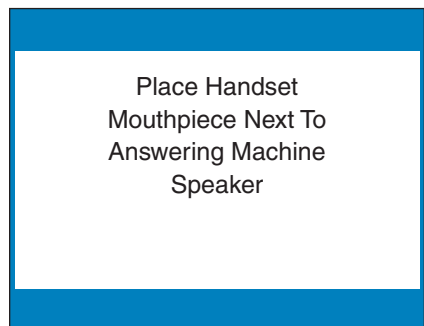 Place Handset
Mouthpiece Next To
Answering Machine
Speaker